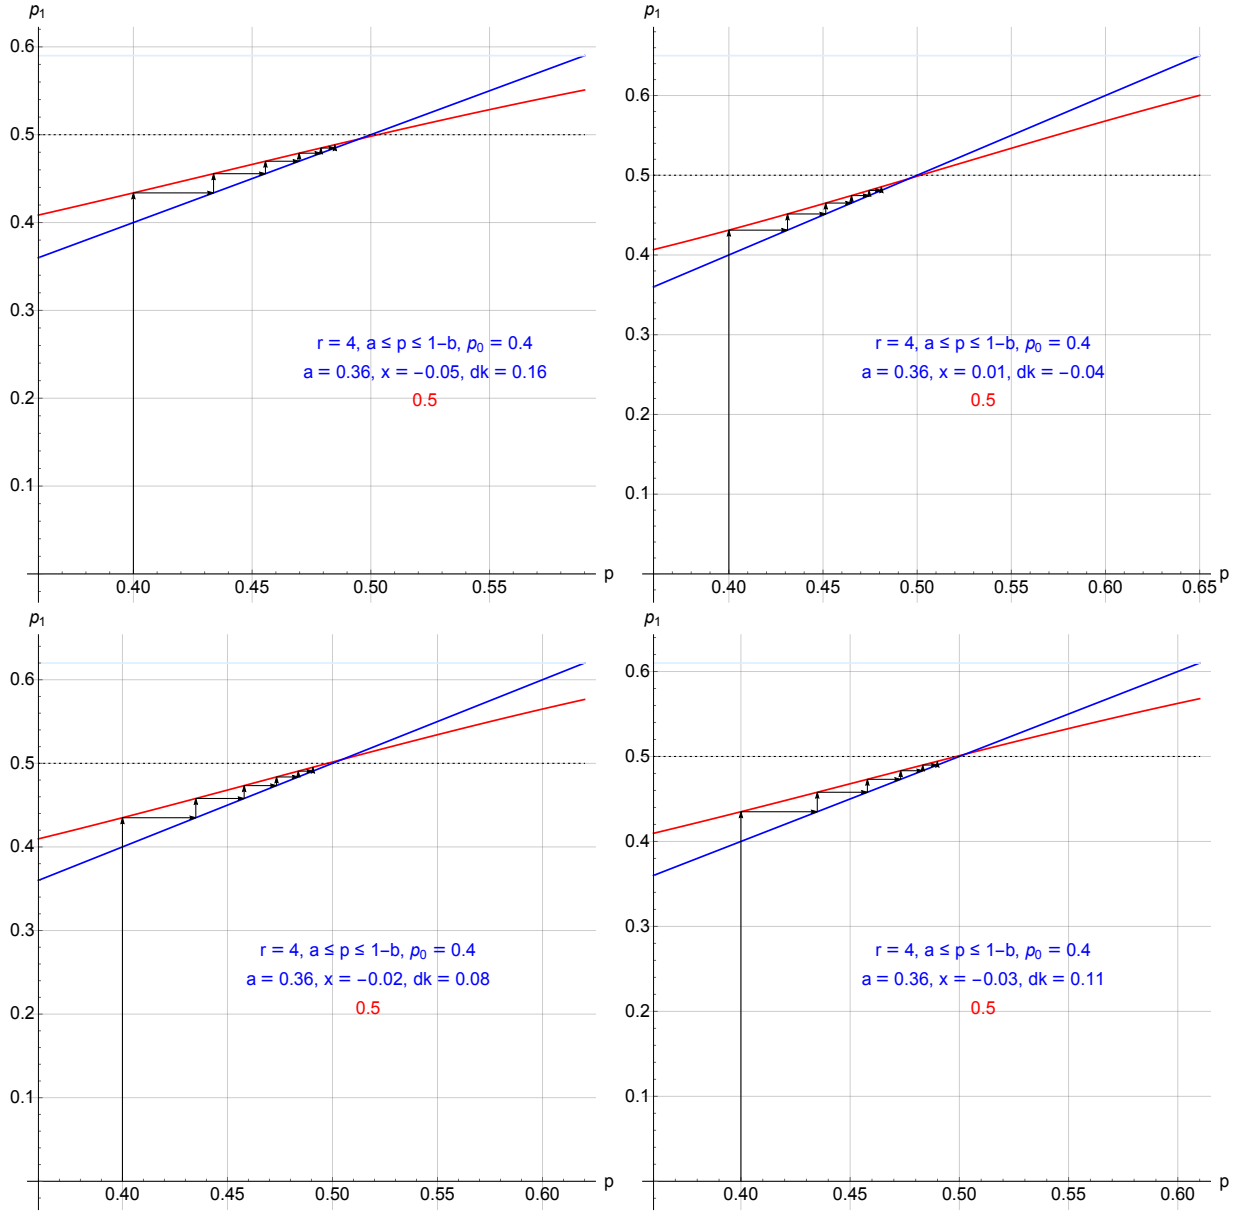 p₁
0.6
0.5
0.4
0.3
0.2
0.1
r = 4, a ≤ p ≤ 1−b, p₀ = 0.4
a = 0.36, x = −0.05, dk = 0.16
0.5
0.40 0.45 0.50 0.55 p
p₁
0.6
0.5
0.4
0.3
0.2
0.1
r = 4, a ≤ p ≤ 1−b, p₀ = 0.4
a = 0.36, x = 0.01, dk = −0.04
0.5
0.40 0.45 0.50 0.55 0.60 0.65 p
p₁
0.6
0.5
0.4
0.3
0.2
0.1
r = 4, a ≤ p ≤ 1−b, p₀ = 0.4
a = 0.36, x = −0.02, dk = 0.08
0.5
0.40 0.45 0.50 0.55 0.60 p
p₁
0.6
0.5
0.4
0.3
0.2
0.1
r = 4, a ≤ p ≤ 1−b, p₀ = 0.4
a = 0.36, x = −0.03, dk = 0.11
0.5
0.40 0.45 0.50 0.55 0.60 p